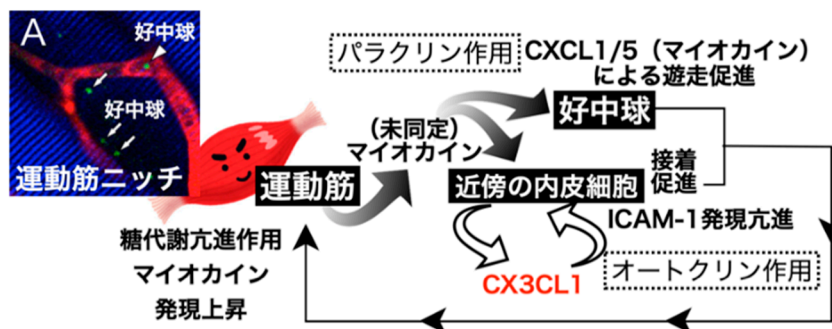 A
好中球
好中球
運動筋ニッチ
パラクリン作用
CXCL1/5（マイオカイン）
による遊走促進
好中球
（未同定）
マイオカイン
運動筋
近傍の内皮細胞
接着
促進
ICAM-1発現亢進
CX3CL1
オートクリン作用
糖代謝亢進作用
マイオカイン
発現上昇